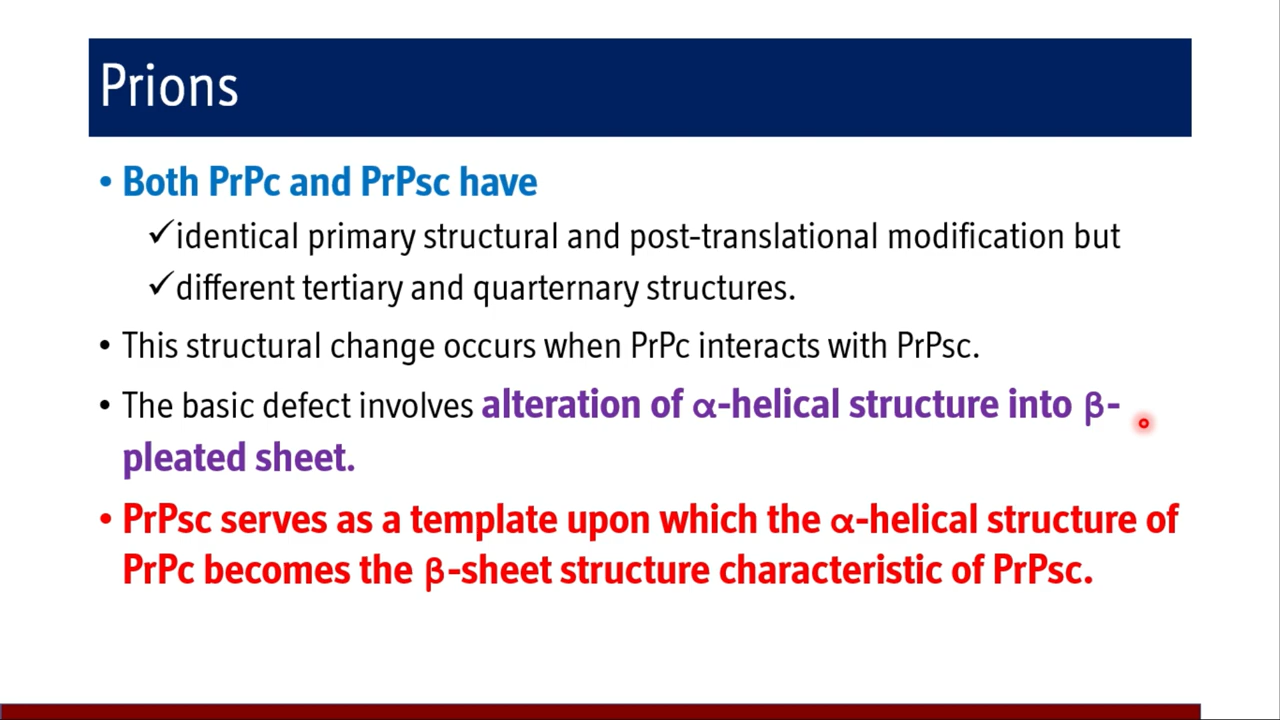 Prions
• Both PrPc and PrPsc have
✓identical primary structural and post-translational modification but
✓different tertiary and quarternary structures.
• This structural change occurs when PrPc interacts with PrPsc.
• The basic defect involves alteration of α-helical structure into β-
pleated sheet.
• PrPsc serves as a template upon which the α-helical structure of
PrPc becomes the β-sheet structure characteristic of PrPsc.